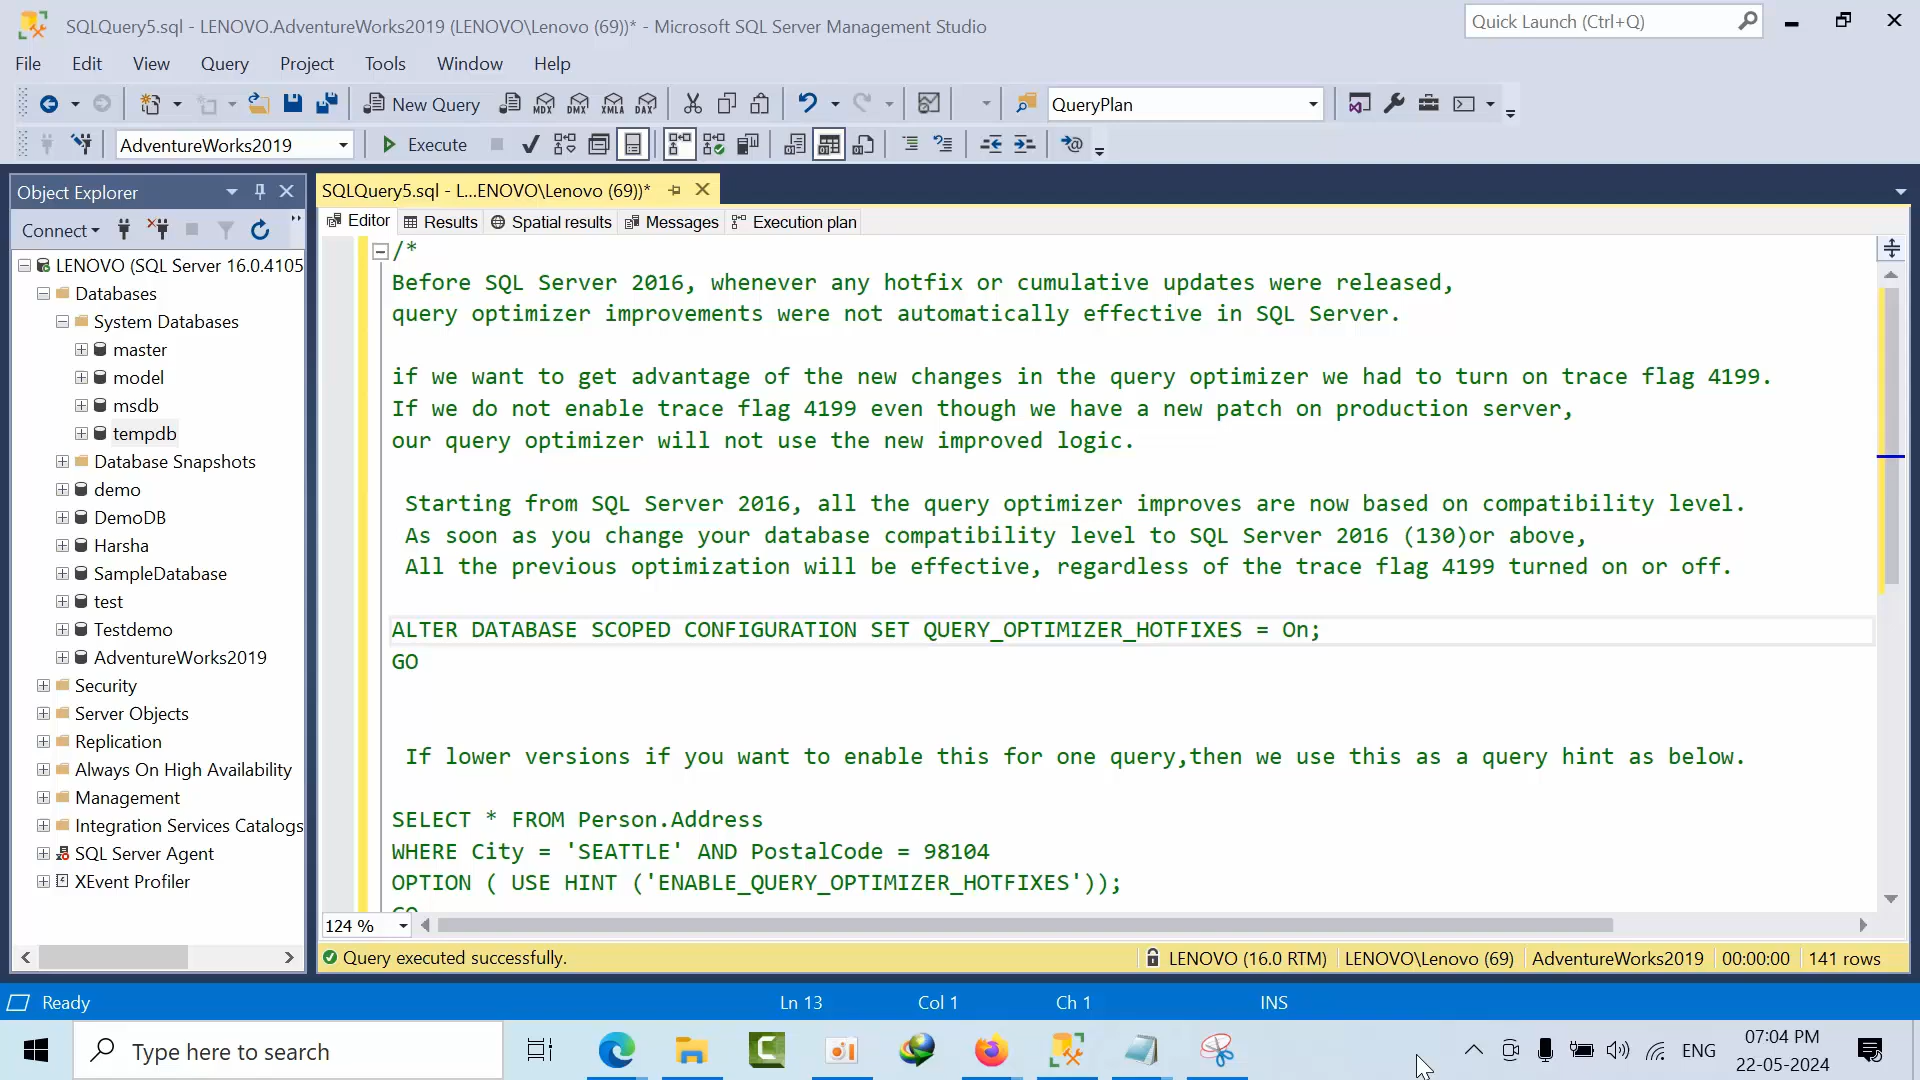 SQLQuery5.sql - LENOVO.AdventureWorks2019 (LENOVO\Lenovo (69))* - Microsoft SQL Server Management Studio
Quick Launch (Ctrl+Q)
File Edit View Query Project Tools Window Help
New Query MDX DMX XMLA DAX QueryPlan
AdventureWorks2019 Execute
Object Explorer
SQLQuery5.sql - L...ENOVO\Lenovo (69))*
Connect
Editor Results Spatial results Messages Execution plan
LENOVO (SQL Server 16.0.4105
Databases
System Databases
master
model
msdb
tempdb
Database Snapshots
demo
DemoDB
Harsha
SampleDatabase
test
Testdemo
AdventureWorks2019
Security
Server Objects
Replication
Always On High Availability
Management
Integration Services Catalogs
SQL Server Agent
XEvent Profiler
/*
Before SQL Server 2016, whenever any hotfix or cumulative updates were released,
query optimizer improvements were not automatically effective in SQL Server.
if we want to get advantage of the new changes in the query optimizer we had to turn on trace flag 4199.
If we do not enable trace flag 4199 even though we have a new patch on production server,
our query optimizer will not use the new improved logic.
Starting from SQL Server 2016, all the query optimizer improves are now based on compatibility level.
As soon as you change your database compatibility level to SQL Server 2016 (130)or above,
All the previous optimization will be effective, regardless of the trace flag 4199 turned on or off.
ALTER DATABASE SCOPED CONFIGURATION SET QUERY_OPTIMIZER_HOTFIXES = On;
GO
If lower versions if you want to enable this for one query,then we use this as a query hint as below.
SELECT * FROM Person.Address
WHERE City = 'SEATTLE' AND PostalCode = 98104
OPTION ( USE HINT ('ENABLE_QUERY_OPTIMIZER_HOTFIXES'));
GO
124 %
Query executed successfully. LENOVO (16.0 RTM) LENOVO\Lenovo (69) AdventureWorks2019 00:00:00 141 rows
Ready Ln 13 Col 1 Ch 1 INS
Type here to search
ENG
07:04 PM
22-05-2024